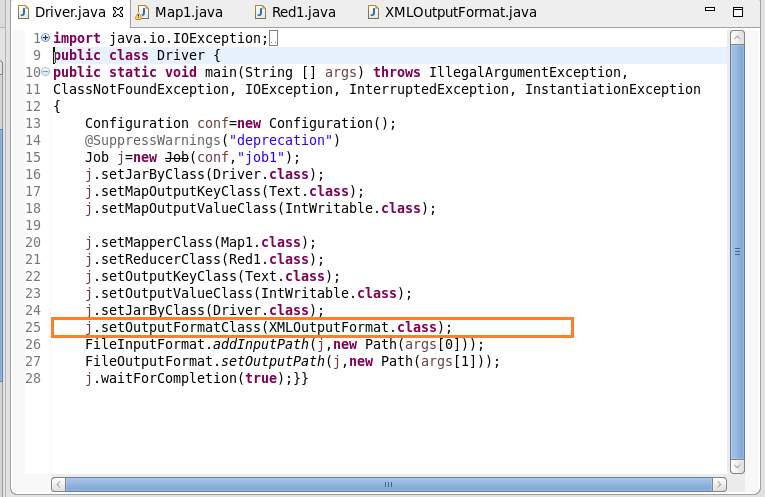 Driver.java Map1.java Red1.java XMLOutputFormat.java
1 import java.io.IOException;
9 public class Driver {
10 public static void main(String [] args) throws IllegalArgumentException,
11 ClassNotFoundException, IOException, InterruptedException, InstantiationException
12 {
13 Configuration conf=new Configuration();
14 @SuppressWarnings("deprecation")
15 Job j=new Job(conf,"job1");
16 j.setJarByClass(Driver.class);
17 j.setMapOutputKeyClass(Text.class);
18 j.setMapOutputValueClass(IntWritable.class);
19
20 j.setMapperClass(Map1.class);
21 j.setReducerClass(Red1.class);
22 j.setOutputKeyClass(Text.class);
23 j.setOutputValueClass(IntWritable.class);
24 j.setJarByClass(Driver.class);
25 j.setOutputFormatClass(XMLOutputFormat.class);
26 FileInputFormat.addInputPath(j,new Path(args[0]));
27 FileOutputFormat.setOutputPath(j,new Path(args[1]));
28 j.waitForCompletion(true);}}